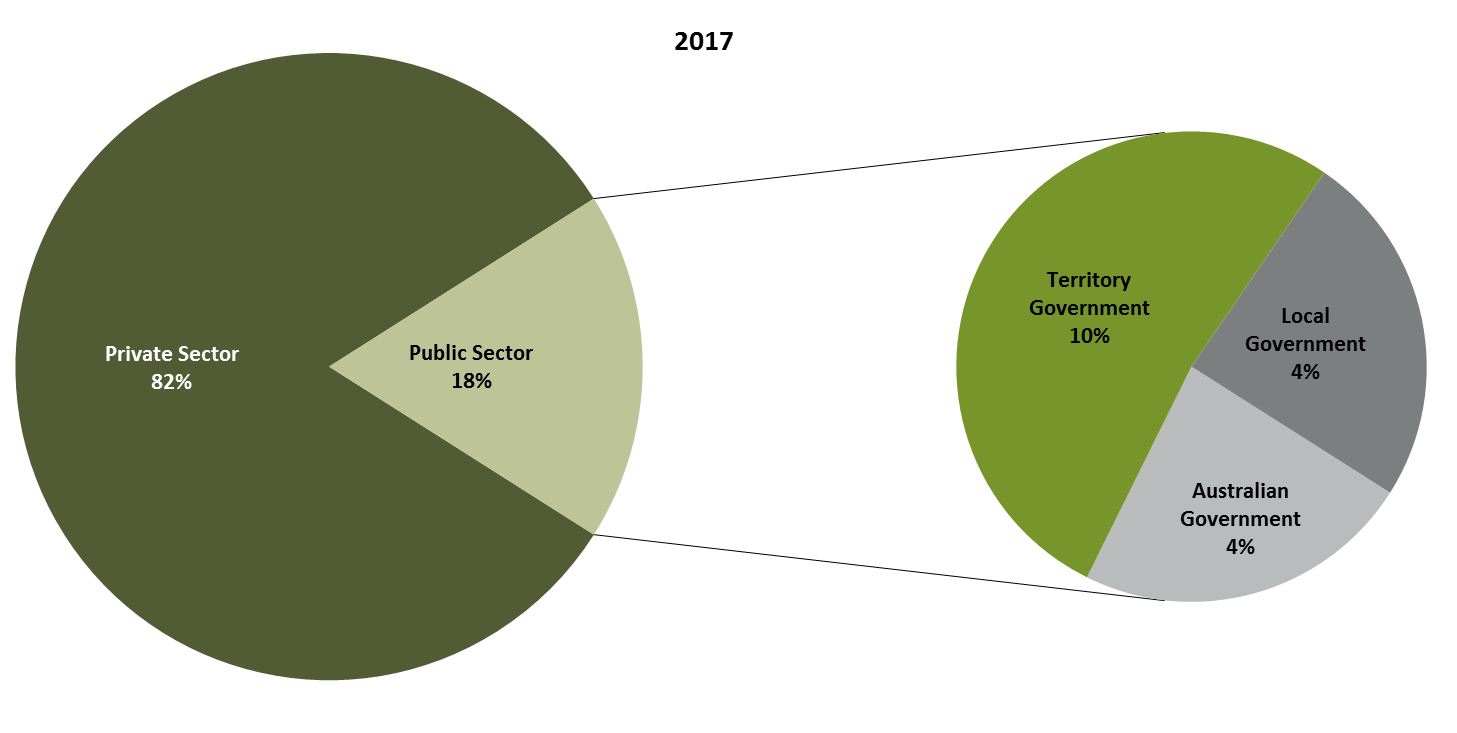 2017
Private Sector
82%
Public Sector
18%
Territory
Government
10%
Local
Government
4%
Australian
Government
4%